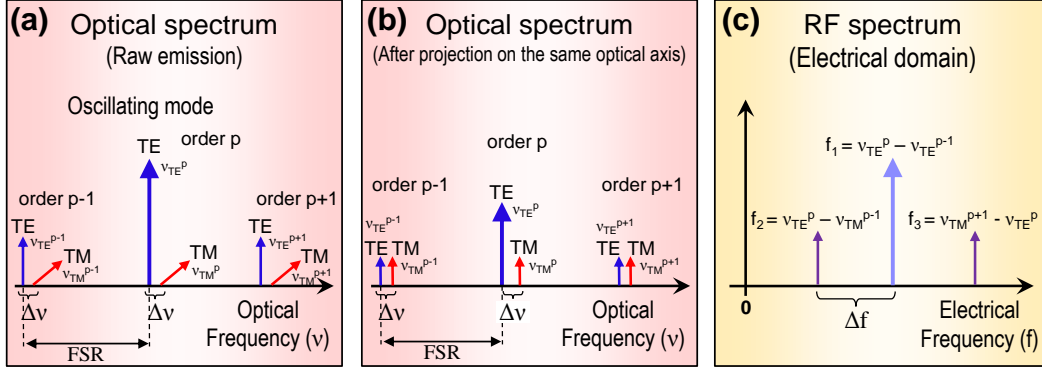 (a) Optical spectrum
(Raw emission)
Oscillating mode
order p
TE
ν_TE^p
order p-1
order p+1
TE
ν_TE^p-1
TM
ν_TM^p-1
TM
ν_TM^p
TE
ν_TE^p+1
TM
ν_TM^p+1
Δν
Δν
Optical
Frequency (ν)
FSR
(b) Optical spectrum
(After projection on the same optical axis)
order p
order p-1
order p+1
TE
ν_TE^p
ν_TE^p-1
TE TM
ν_TM^p-1
TM
ν_TM^p
ν_TE^p+1
TE TM
ν_TM^p+1
Δν
Δν
Optical
Frequency (ν)
FSR
(c) RF spectrum
(Electrical domain)
f₁ = ν_TE^p – ν_TE^p-1
f₂ = ν_TE^p – ν_TM^p-1
f₃ = ν_TM^p+1 - ν_TE^p
0
Δf
Electrical
Frequency (f)